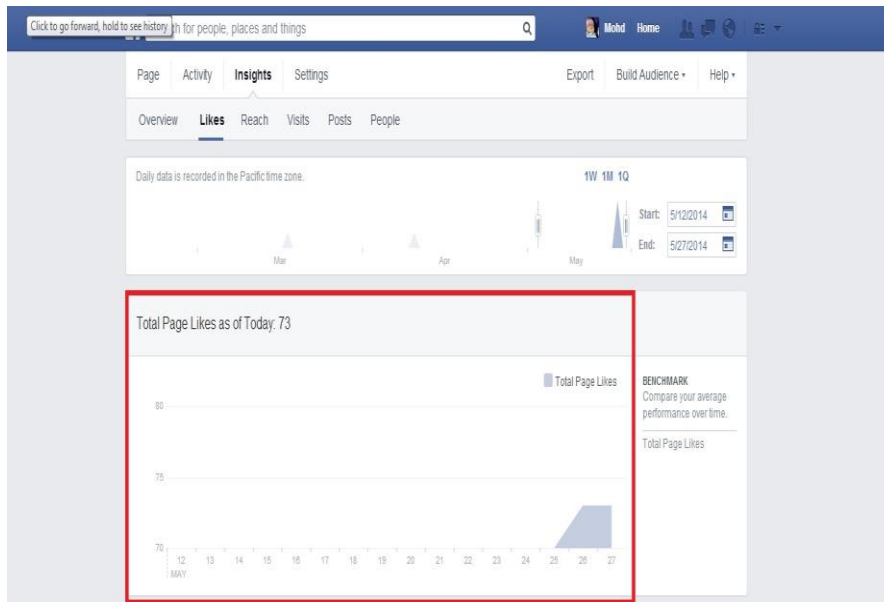 Click to go forward, hold to see history
h for people, places and things
Mohd Home
Page Activity Insights Settings Export Build Audience Help
Overview Likes Reach Visits Posts People
Daily data is recorded in the Pacific time zone.
1W 1M 1Q
Start: 5/12/2014
End: 5/27/2014
Mar Apr May
Total Page Likes as of Today: 73
Total Page Likes
BENCHMARK
Compare your average
performance over time.
Total Page Likes
80
75
70
12 13 14 15 16 17 18 19 20 21 22 23 24 25 26 27
MAY